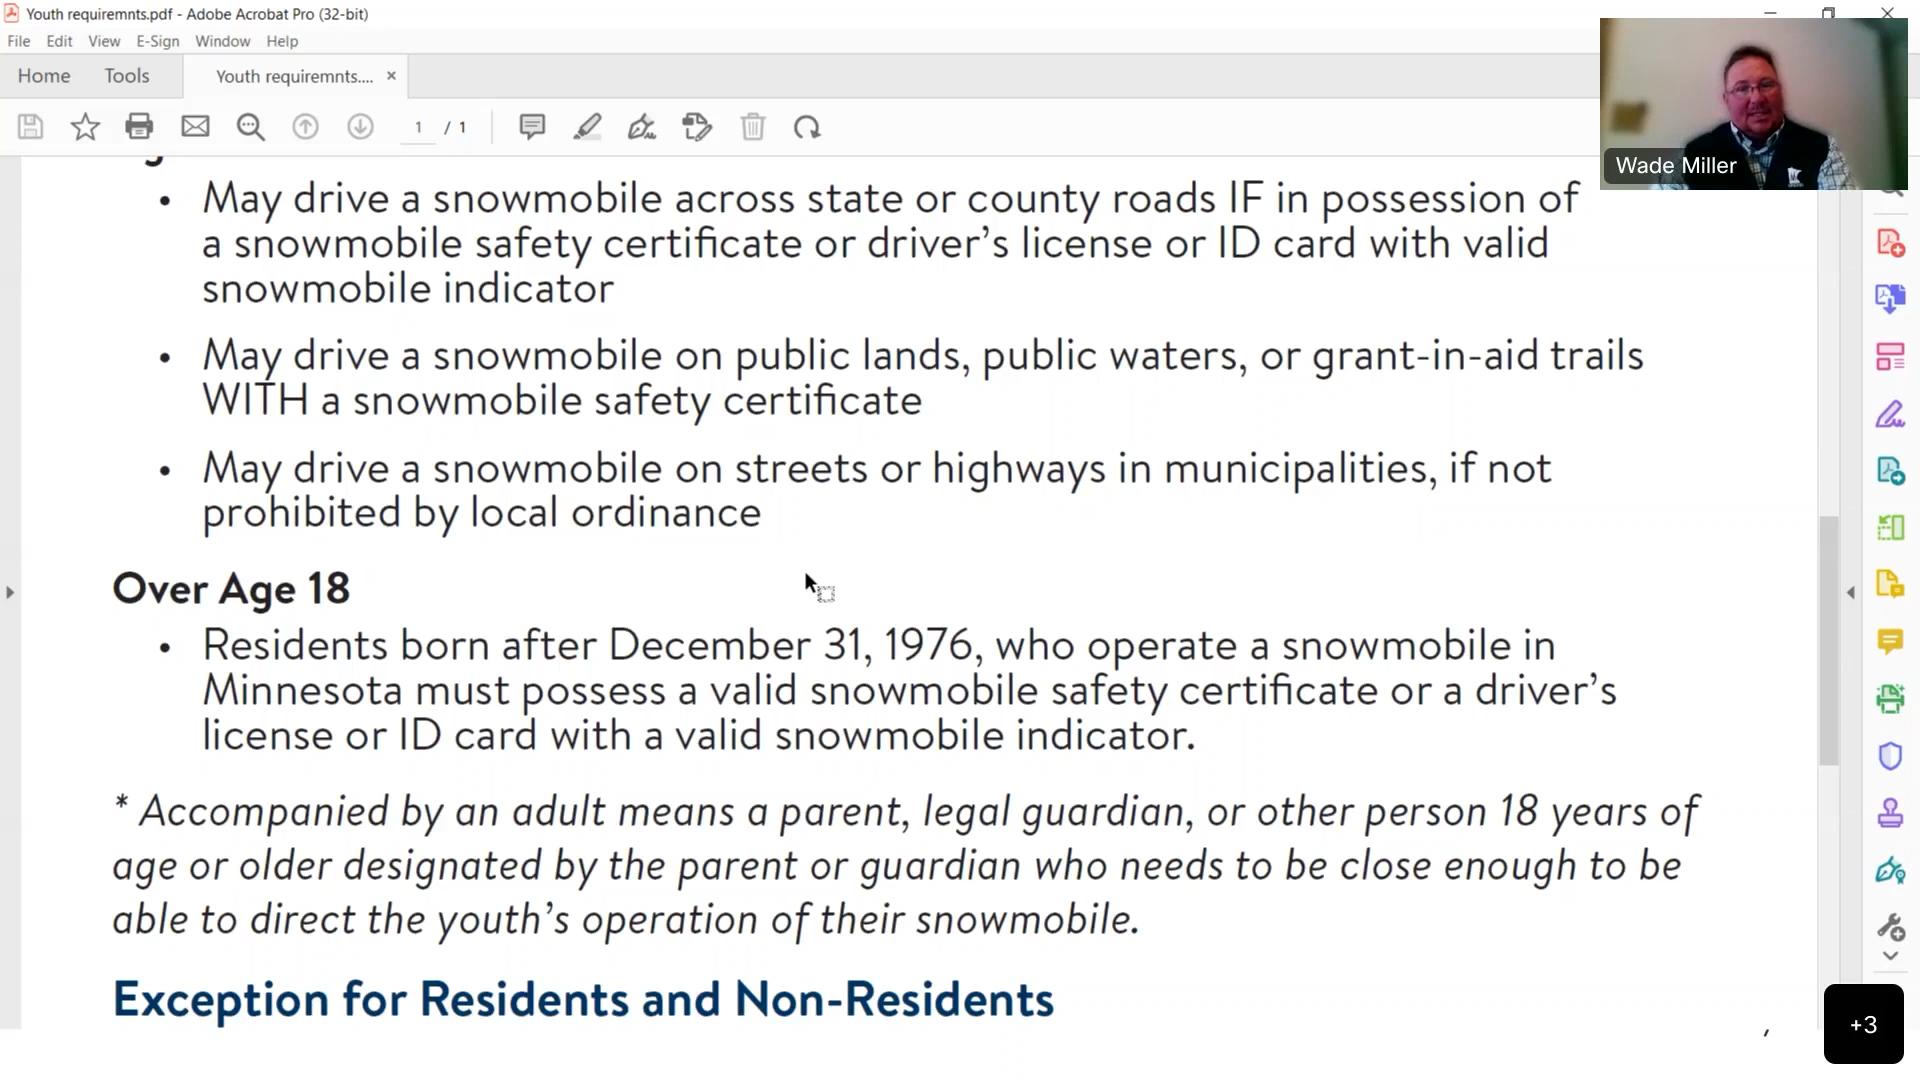 Youth requiremnts.pdf - Adobe Acrobat Pro (32-bit)
File Edit View E-Sign Window Help
Home Tools Youth requiremnts.... ×
1 / 1
Wade Miller
• May drive a snowmobile across state or county roads IF in possession of
a snowmobile safety certificate or driver’s license or ID card with valid
snowmobile indicator
• May drive a snowmobile on public lands, public waters, or grant-in-aid trails
WITH a snowmobile safety certificate
• May drive a snowmobile on streets or highways in municipalities, if not
prohibited by local ordinance
Over Age 18
• Residents born after December 31, 1976, who operate a snowmobile in
Minnesota must possess a valid snowmobile safety certificate or a driver’s
license or ID card with a valid snowmobile indicator.
* Accompanied by an adult means a parent, legal guardian, or other person 18 years of
age or older designated by the parent or guardian who needs to be close enough to be
able to direct the youth’s operation of their snowmobile.
Exception for Residents and Non-Residents
+3